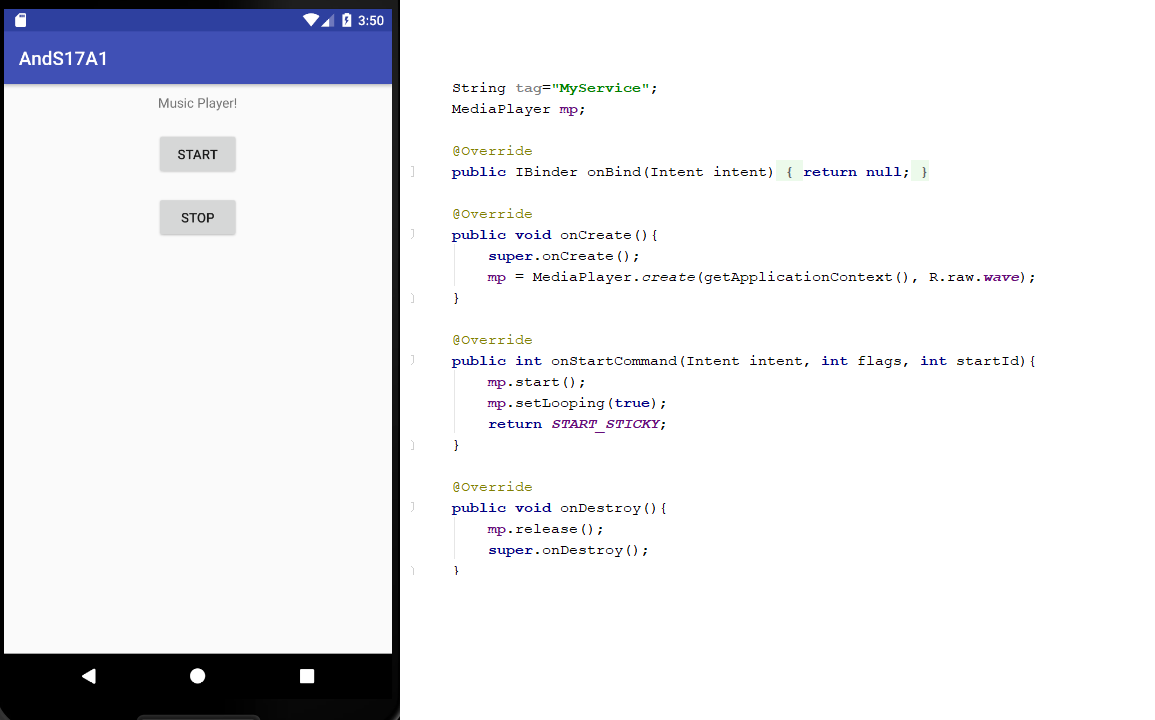 3:50
AndS17A1
Music Player!
START
STOP
String tag="MyService";
MediaPlayer mp;
@Override
public IBinder onBind(Intent intent) { return null; }
@Override
public void onCreate(){
super.onCreate();
mp = MediaPlayer.create(getApplicationContext(), R.raw.wave);
}
@Override
public int onStartCommand(Intent intent, int flags, int startId){
mp.start();
mp.setLooping(true);
return START_STICKY;
}
@Override
public void onDestroy(){
mp.release();
super.onDestroy();
}